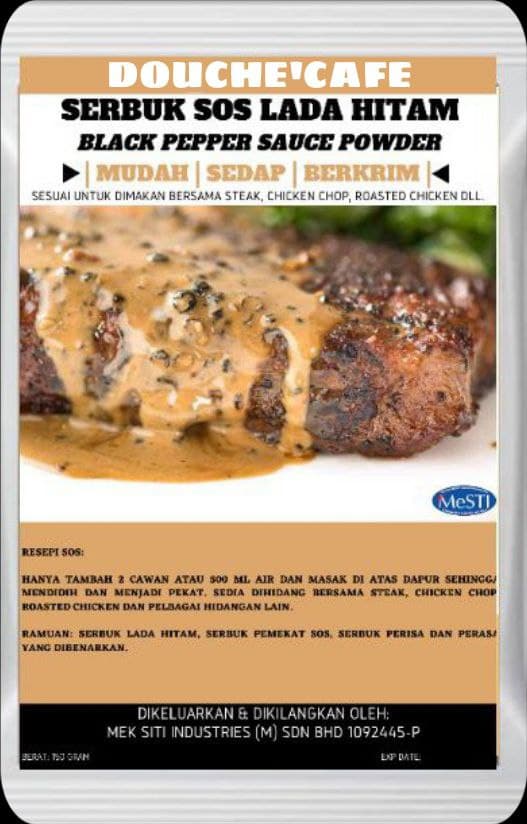 DOUCHE'CAFE
SERBUK SOS LADA HITAM
BLACK PEPPER SAUCE POWDER
▶| MUDAH | SEDAP | BERKRIM |◀
SESUAI UNTUK DIMAKAN BERSAMA STEAK, CHICKEN CHOP, ROASTED CHICKEN DLL.
MeSTI
RESEPI SOS:
HANYA TAMBAH 2 CAWAN ATAU 500 ML AIR DAN MASAK DI ATAS DAPUR SEHINGGA
MENDIDIH DAN MENJADI PEKAT. SEDIA DIHIDANG BERSAMA STEAK, CHICKEN CHOP
ROASTED CHICKEN DAN PELBAGAI HIDANGAN LAIN.
RAMUAN: SERBUK LADA HITAM, SERBUK PEMEKAT SOS, SERBUK PERISA DAN PERASA
YANG DIBENARKAN.
DIKELUARKAN & DIKILANGKAN OLEH:
MEK SITI INDUSTRIES (M) SDN BHD 1092445-P
BERAT: 150 GRAM EXP DATE: